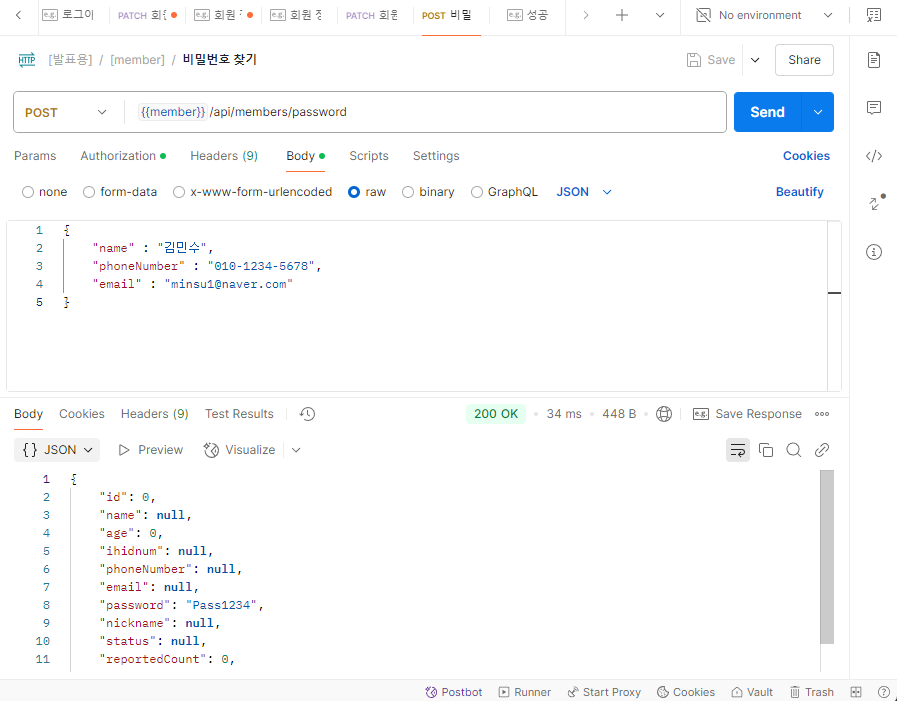 로그이 PATCH 회원 회원 회원 정 PATCH 회원 POST 비밀 성공 No environment
HTTP [발표용] / [member] / 비밀번호 찾기 Save Share
POST {{member}} /api/members/password Send
Params Authorization Headers (9) Body Scripts Settings Cookies
none form-data x-www-form-urlencoded raw binary GraphQL JSON Beautify
1 {
2 "name" : "김민수",
3 "phoneNumber" : "010-1234-5678",
4 "email" : "minsu1@naver.com"
5 }
Body Cookies Headers (9) Test Results 200 OK 34 ms 448 B e.g. Save Response
{} JSON Preview Visualize
1 {
2 "id": 0,
3 "name": null,
4 "age": 0,
5 "ihidnum": null,
6 "phoneNumber": null,
7 "email": null,
8 "password": "Pass1234",
9 "nickname": null,
10 "status": null,
11 "reportedCount": 0,
Postbot Runner Start Proxy Cookies Vault Trash